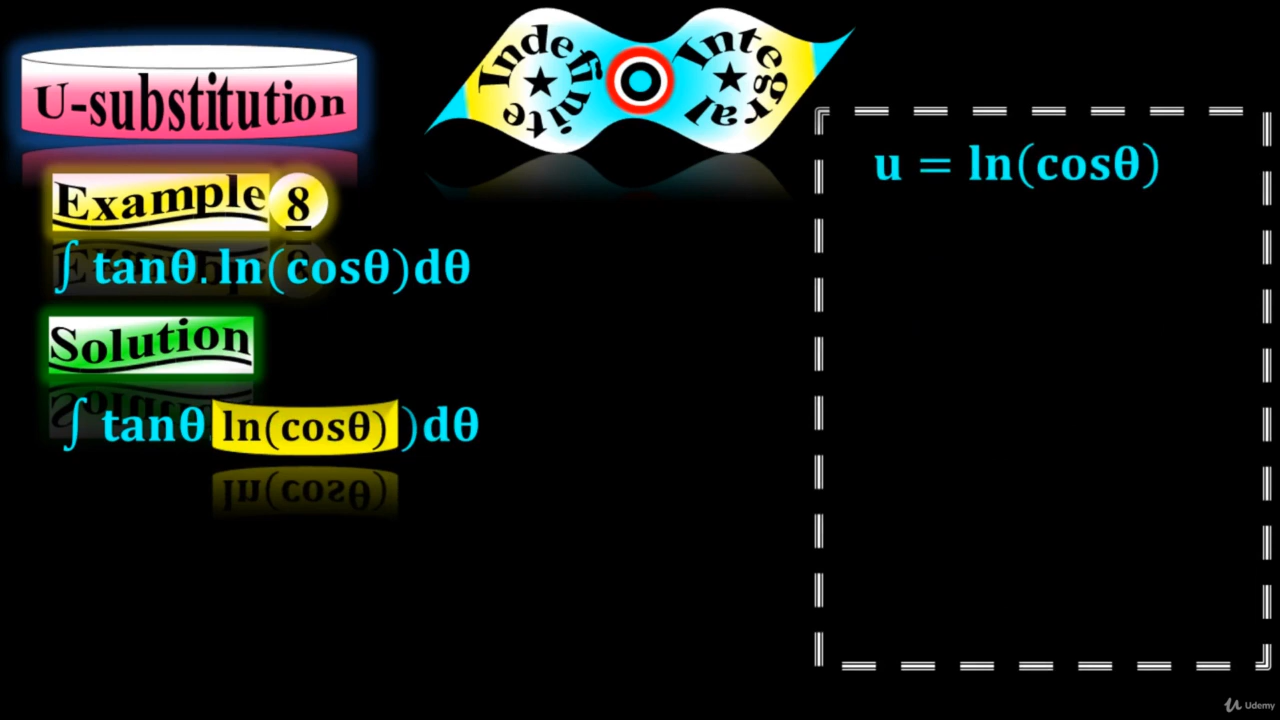 Indefinite Integral
U-substitution
Example 8
∫ tanθ.ln(cosθ)dθ
Solution
∫ tanθ.ln(cosθ))dθ
u = ln(cosθ)
Udemy